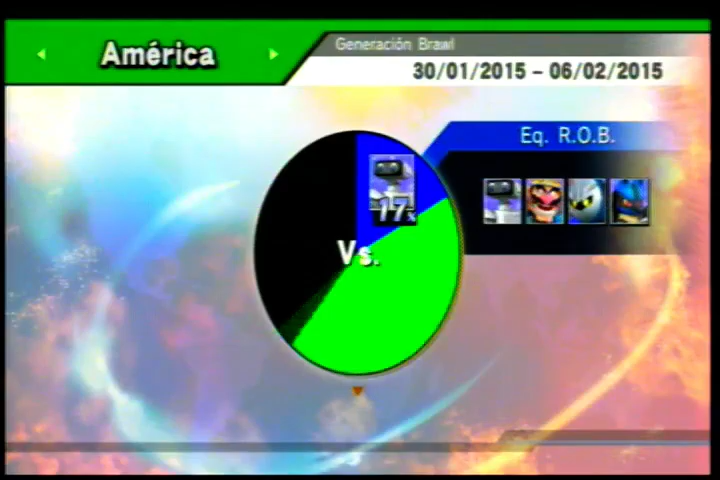 América
Generación Brawl
30/01/2015 - 06/02/2015
Eq. R.O.B.
17%
Vs.